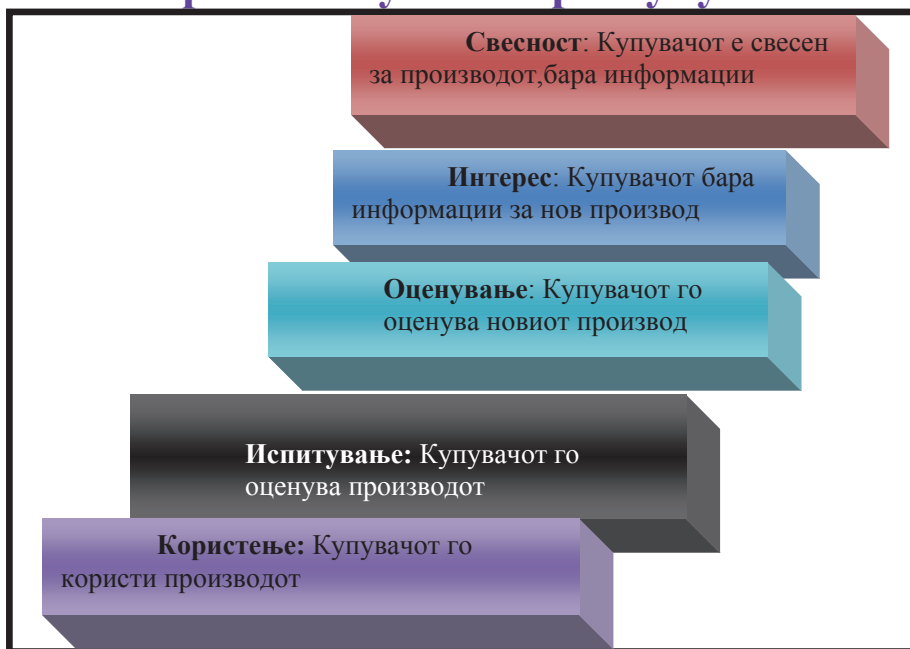 Свесност: Купувачот е свесен
за производот,бара информации
Интерес: Купувачот бара
информации за нов производ
Оценување: Купувачот го
оценува новиот производ
Испитување: Купувачот го
оценува производот
Користење: Купувачот го
користи производот